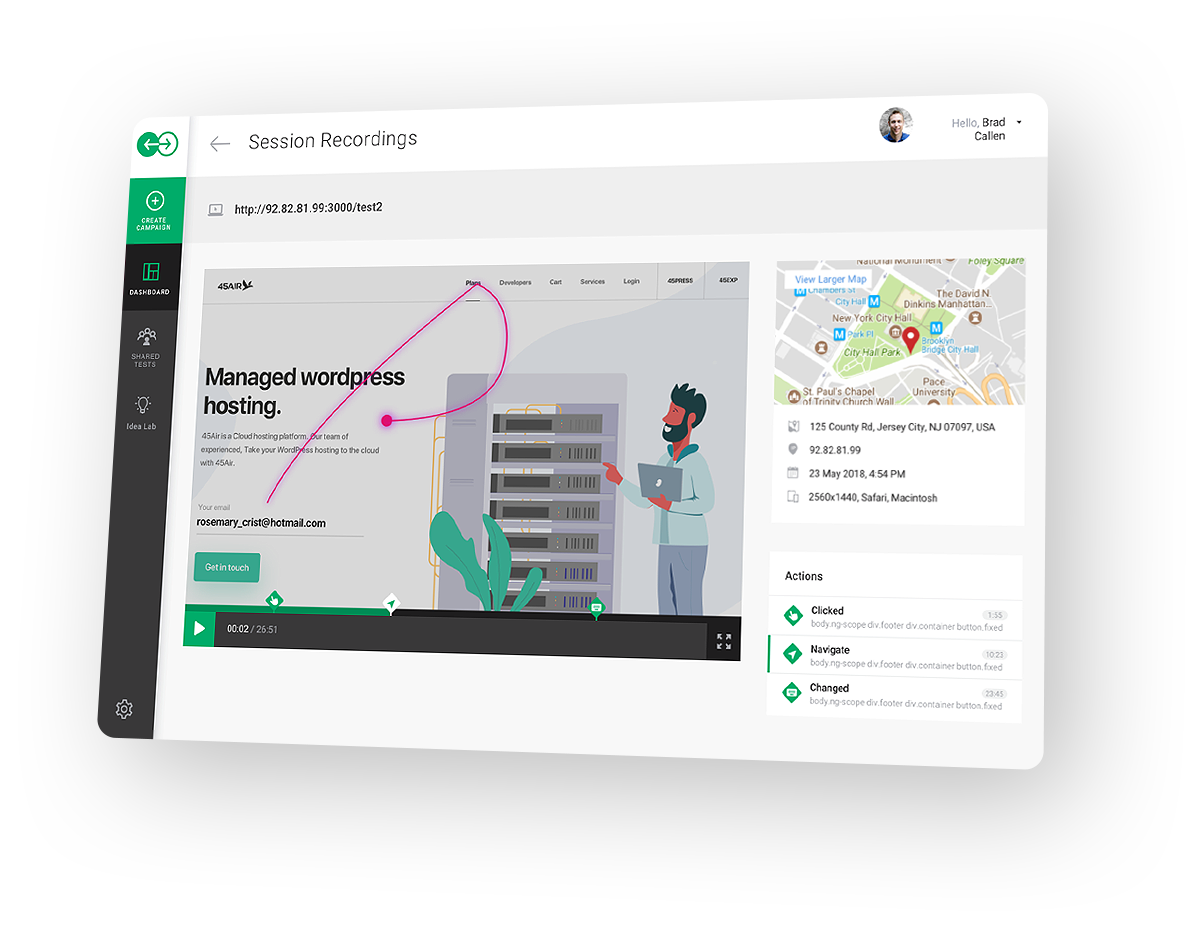 Session Recordings
Hello, Brad
Callen
CREATE
CAMPAIGN
DASHBOARD
SHARED
TESTS
Idea Lab
http://92.82.81.99:3000/test2
45AIR
Plans
Developers
Cart
Services
Login
45PRESS
45EXP
Managed wordpress
hosting.
45Air is a Cloud hosting platform. Our team of
experienced, Take your WordPress hosting to the cloud
with 45Air.
Your email
rosemary_crist@hotmail.com
Get in touch
00:02 / 26:51
National Monument
Foley Square
View Larger Map
Chambers St
City Hall
The David N
Dinkins Manhattan...
New York City Hall
Park Pl
Brooklyn
Bridge City Hall
City Hall Park
Pace
University
St. Paul's Chapel
of Trinity Church Wall
125 County Rd, Jersey City, NJ 07097, USA
92.82.81.99
23 May 2018, 4:54 PM
2560x1440, Safari, Macintosh
Actions
Clicked
1:55
body.ng-scope div.footer div.container button.fixed
Navigate
10:23
body.ng-scope div.footer div.container button.fixed
Changed
23:45
body.ng-scope div.footer div.container button.fixed